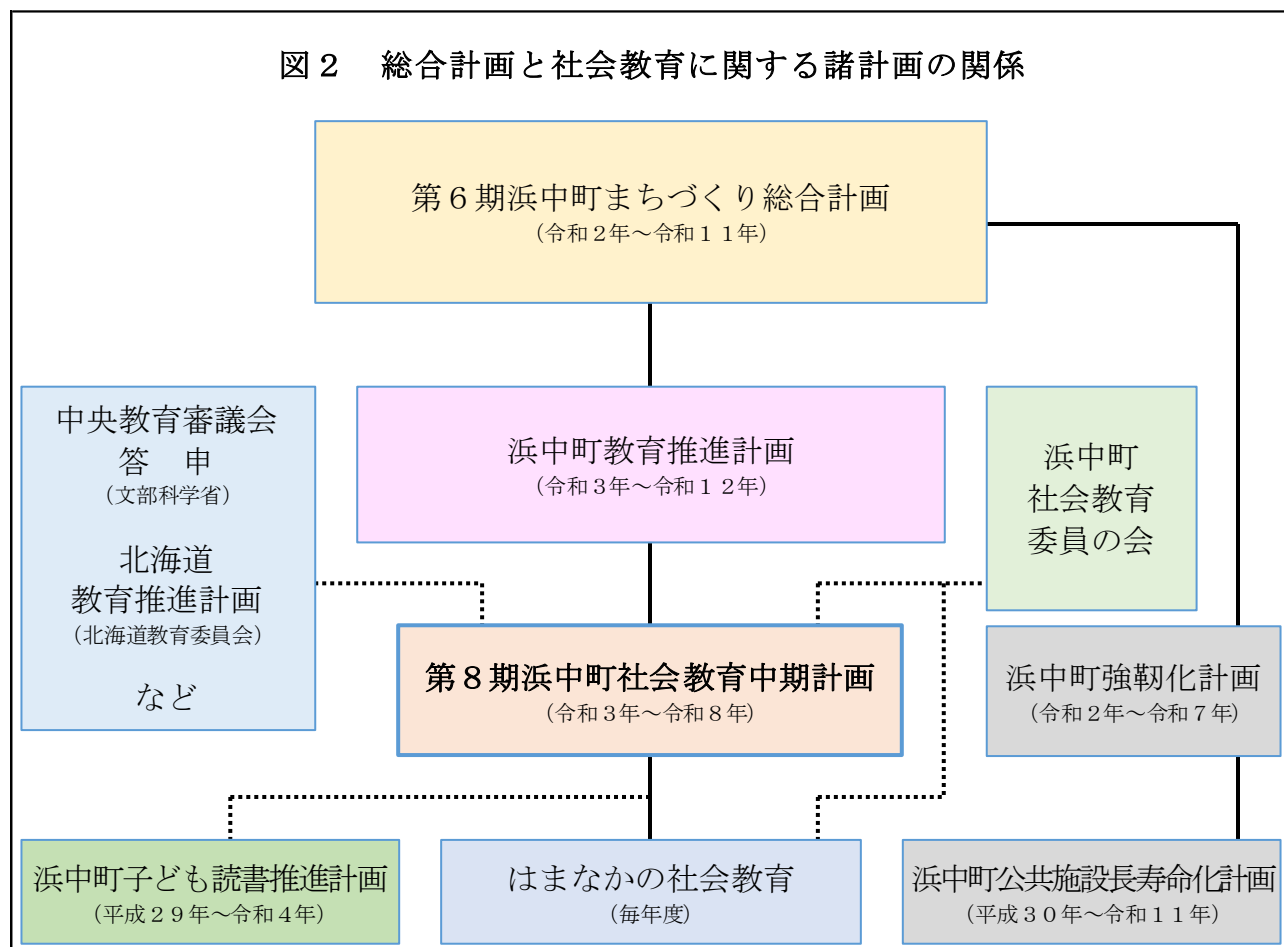 図２　総合計画と社会教育に関する諸計画の関係
第６期浜中町まちづくり総合計画
（令和２年～令和１１年）
中央教育審議会
答　申
（文部科学省）
北海道
教育推進計画
（北海道教育委員会）
など
浜中町教育推進計画
（令和３年～令和１２年）
浜中町
社会教育
委員の会
第８期浜中町社会教育中期計画
（令和３年～令和８年）
浜中町強靭化計画
（令和２年～令和７年）
浜中町子ども読書推進計画
（平成２９年～令和４年）
はまなかの社会教育
（毎年度）
浜中町公共施設長寿命化計画
（平成３０年～令和１１年）